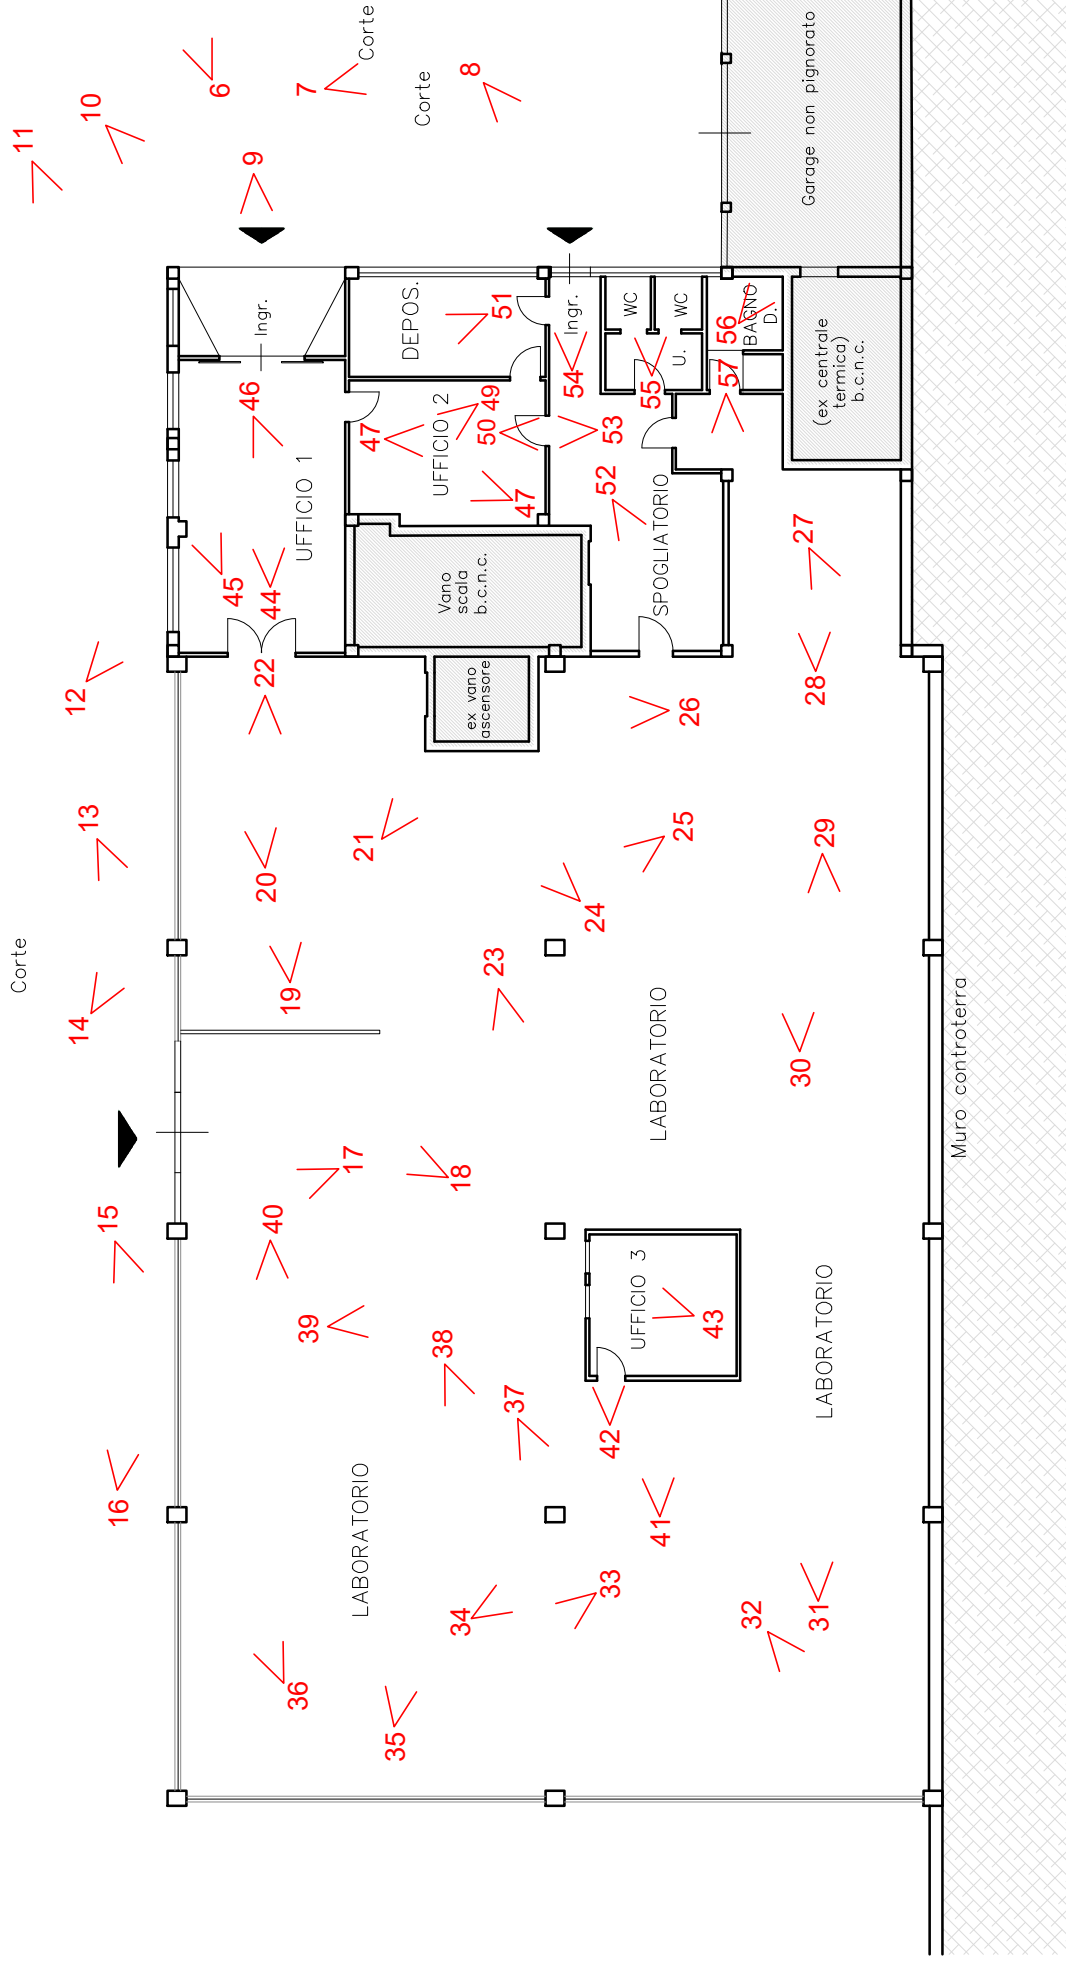 11
10
6
7
Corte
Corte
8
9
Garage non pignorato
Ingr.
DEPOS.
51
Ingr.
WC
WC
U.
56
BAGNO
D.
(ex centrale
termica)
b.c.n.c.
46
UFFICIO 1
47
UFFICIO 2
49
50
54
55
57
53
47
52
SPOGLIATORIO
27
45
44
Vano
scala
b.c.n.c.
12
22
ex vano
ascensore
26
28
13
20
21
24
25
29
Corte
14
19
23
LABORATORIO
30
Muro controterra
15
40
17
18
39
38
37
UFFICIO 3
43
42
LABORATORIO
16
LABORATORIO
41
34
33
32
31
36
35